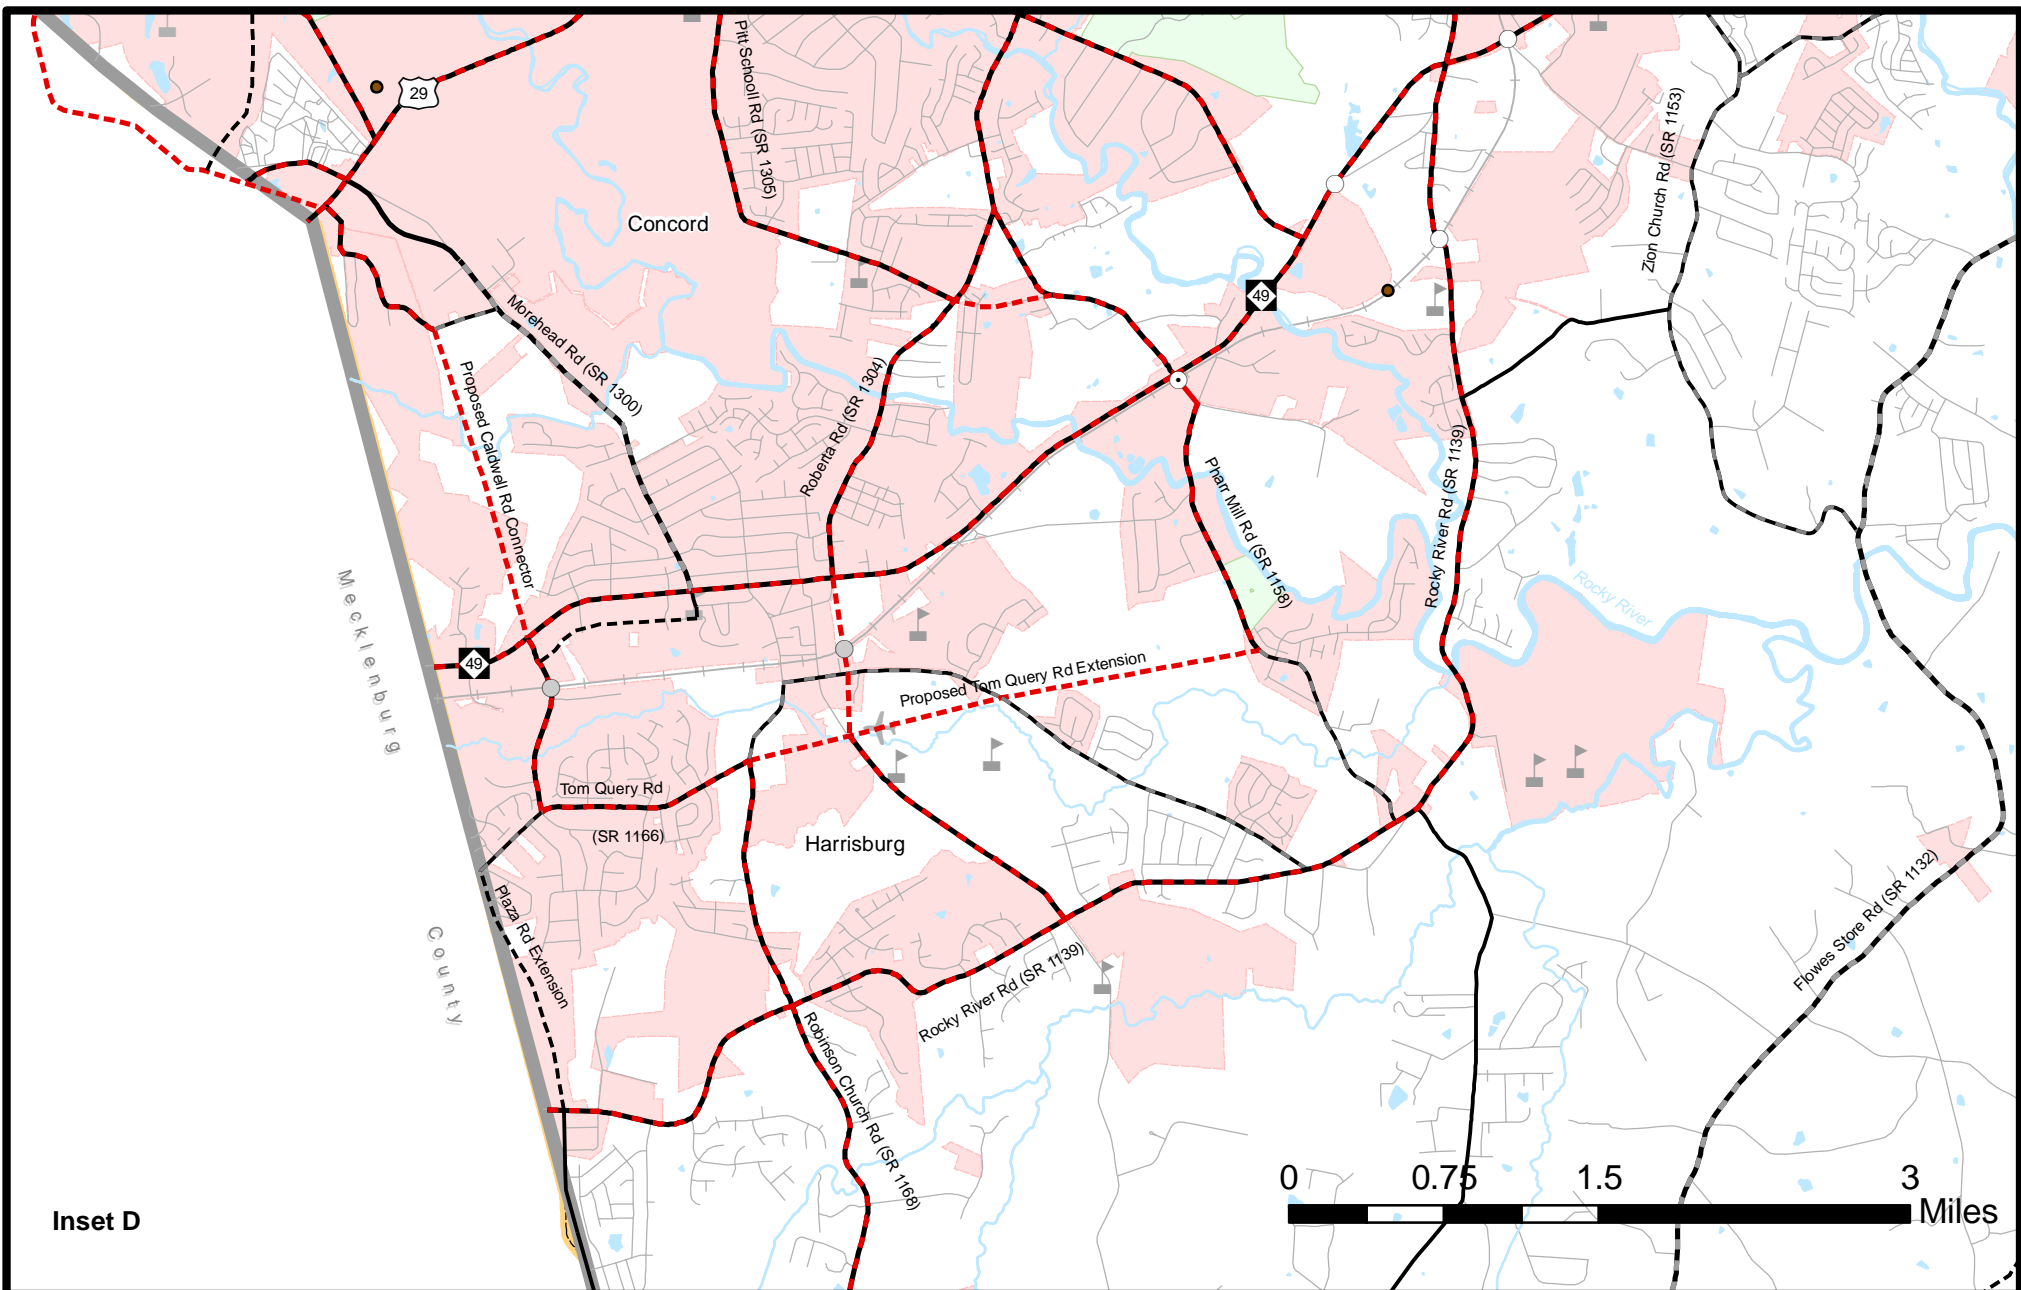 29
Pitt Scholl Rd (SR 1305)
Zion Church Rd (SR 1153)
Concord
49
Morehead Rd (SR 1300)
Proposed Caldwell Rd Connector
Roberta Rd (SR 1304)
Pharr Mill Rd (SR 1158)
Rocky River Rd (SR 1139)
Rocky River
Mecklenburg
County
49
Proposed Tom Query Rd Extension
Tom Query Rd
(SR 1166)
Harrisburg
Plaza Rd Extension
Flowes Store Rd (SR 1132)
Rocky River Rd (SR 1139)
Robinson Church Rd (SR 1168)
0 0.75 1.5 3
Miles
Inset D